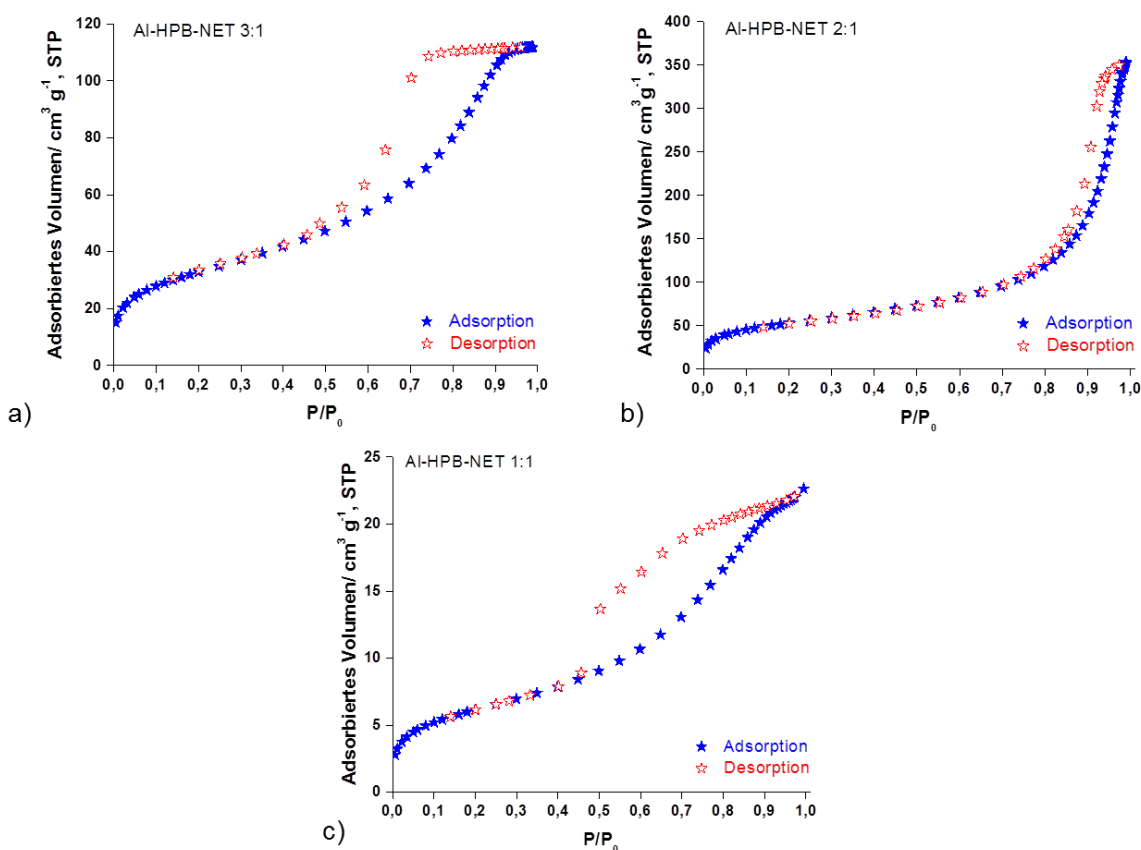 Al-HPB-NET 3:1
Adsorbiertes Volumen/ cm³ g⁻¹, STP
120
100
80
60
40
20
0
0,0 0,1 0,2 0,3 0,4 0,5 0,6 0,7 0,8 0,9 1,0
P/P₀
Adsorption
Desorption
a)
Al-HPB-NET 2:1
Adsorbiertes Volumen/ cm³ g⁻¹, STP
400
350
300
250
200
150
100
50
0
0,0 0,1 0,2 0,3 0,4 0,5 0,6 0,7 0,8 0,9 1,0
P/P₀
Adsorption
Desorption
b)
Al-HPB-NET 1:1
Adsorbiertes Volumen/ cm³ g⁻¹, STP
25
20
15
10
5
0
0,0 0,1 0,2 0,3 0,4 0,5 0,6 0,7 0,8 0,9 1,0
P/P₀
Adsorption
Desorption
c)